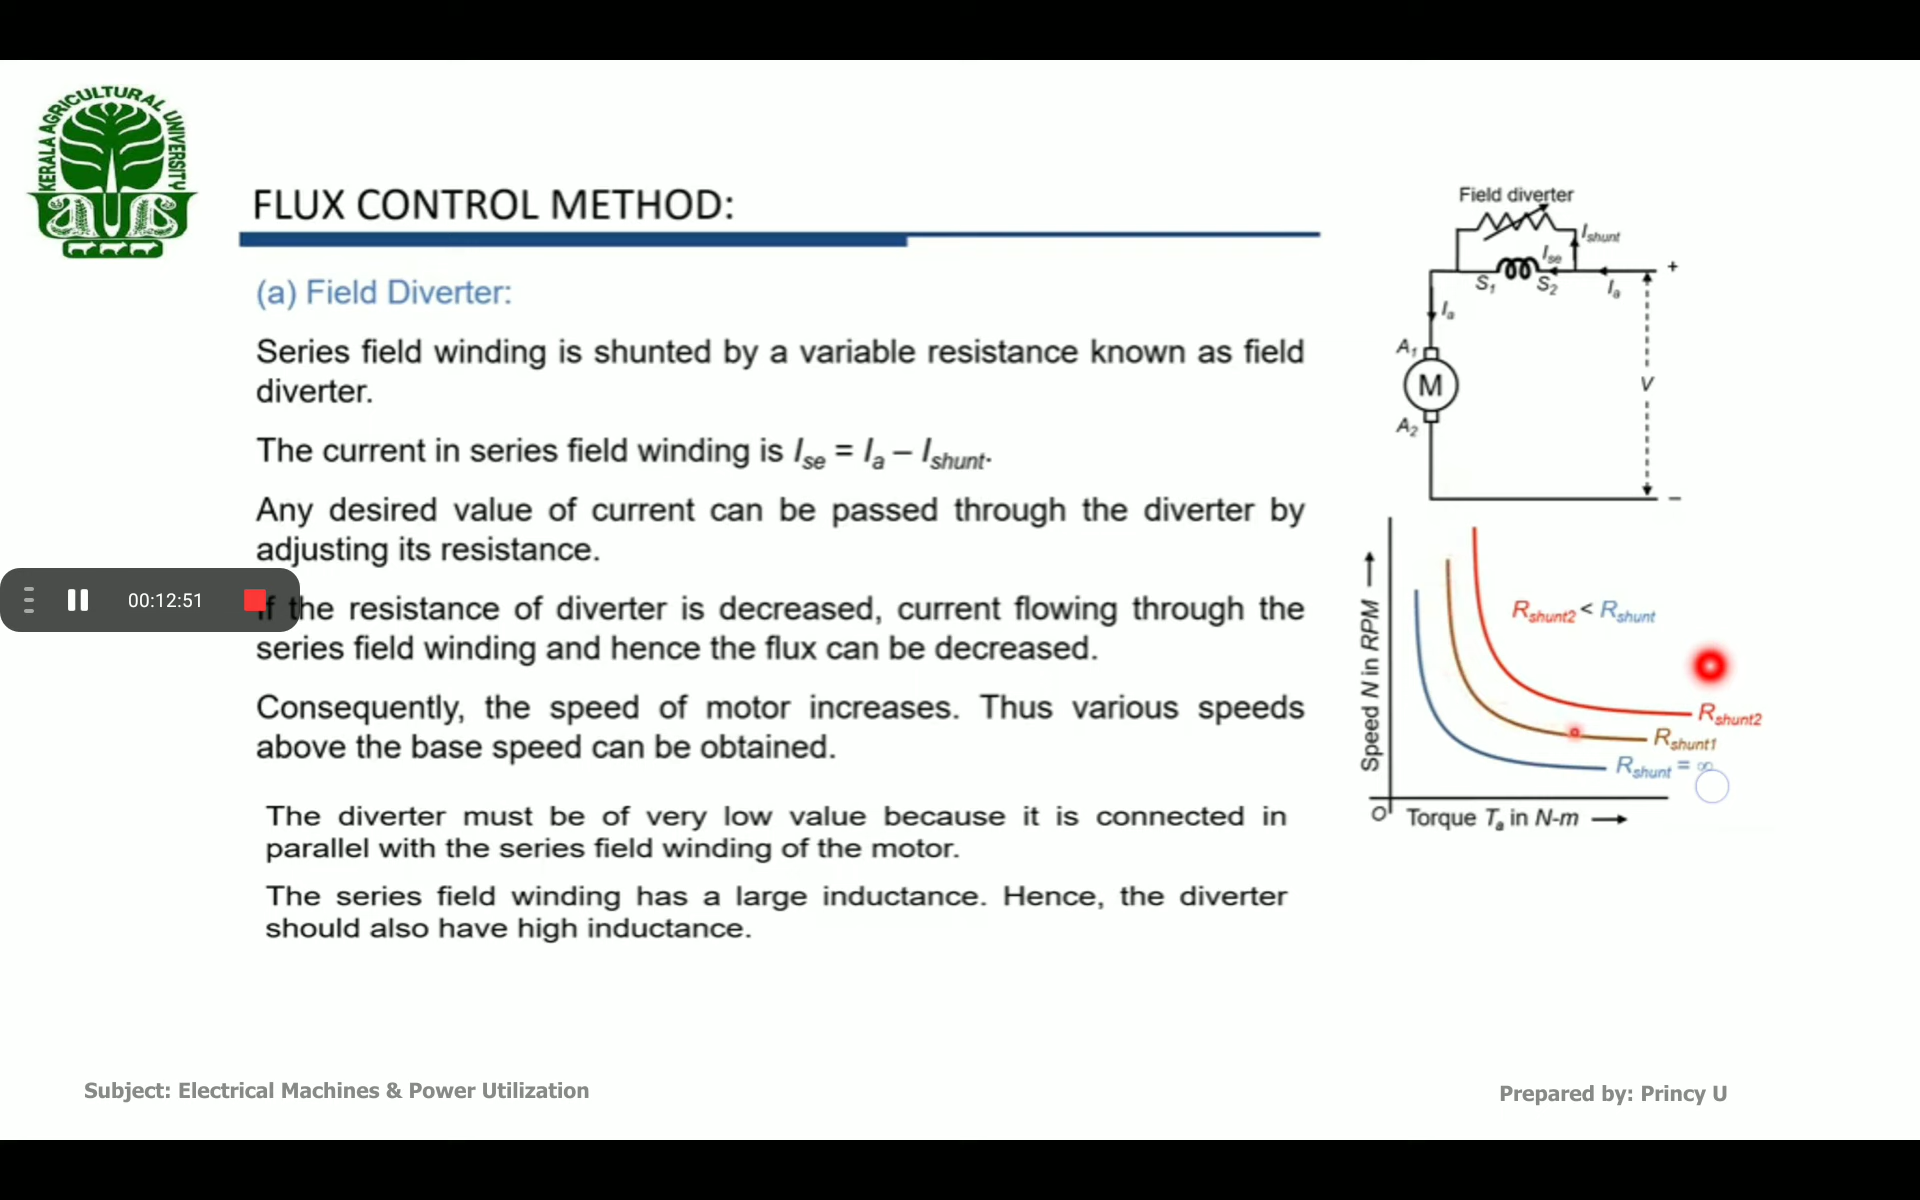 KERALA AGRICULTURAL UNIVERSITY
FLUX CONTROL METHOD:
(a) Field Diverter:
Series field winding is shunted by a variable resistance known as field
diverter.
The current in series field winding is Ise = Ia – Ishunt.
Any desired value of current can be passed through the diverter by
adjusting its resistance.
00:12:51
If the resistance of diverter is decreased, current flowing through the
series field winding and hence the flux can be decreased.
Consequently, the speed of motor increases. Thus various speeds
above the base speed can be obtained.
The diverter must be of very low value because it is connected in
parallel with the series field winding of the motor.
The series field winding has a large inductance. Hence, the diverter
should also have high inductance.
Field diverter
Ishunt
Ise
+
S1
S2
Ia
Ia
A1
M
V
A2
–
Speed N in RPM
Rshunt2 < Rshunt
Rshunt2
Rshunt1
Rshunt = ∞
O
Torque Ta in N-m
Subject: Electrical Machines & Power Utilization
Prepared by: Princy U